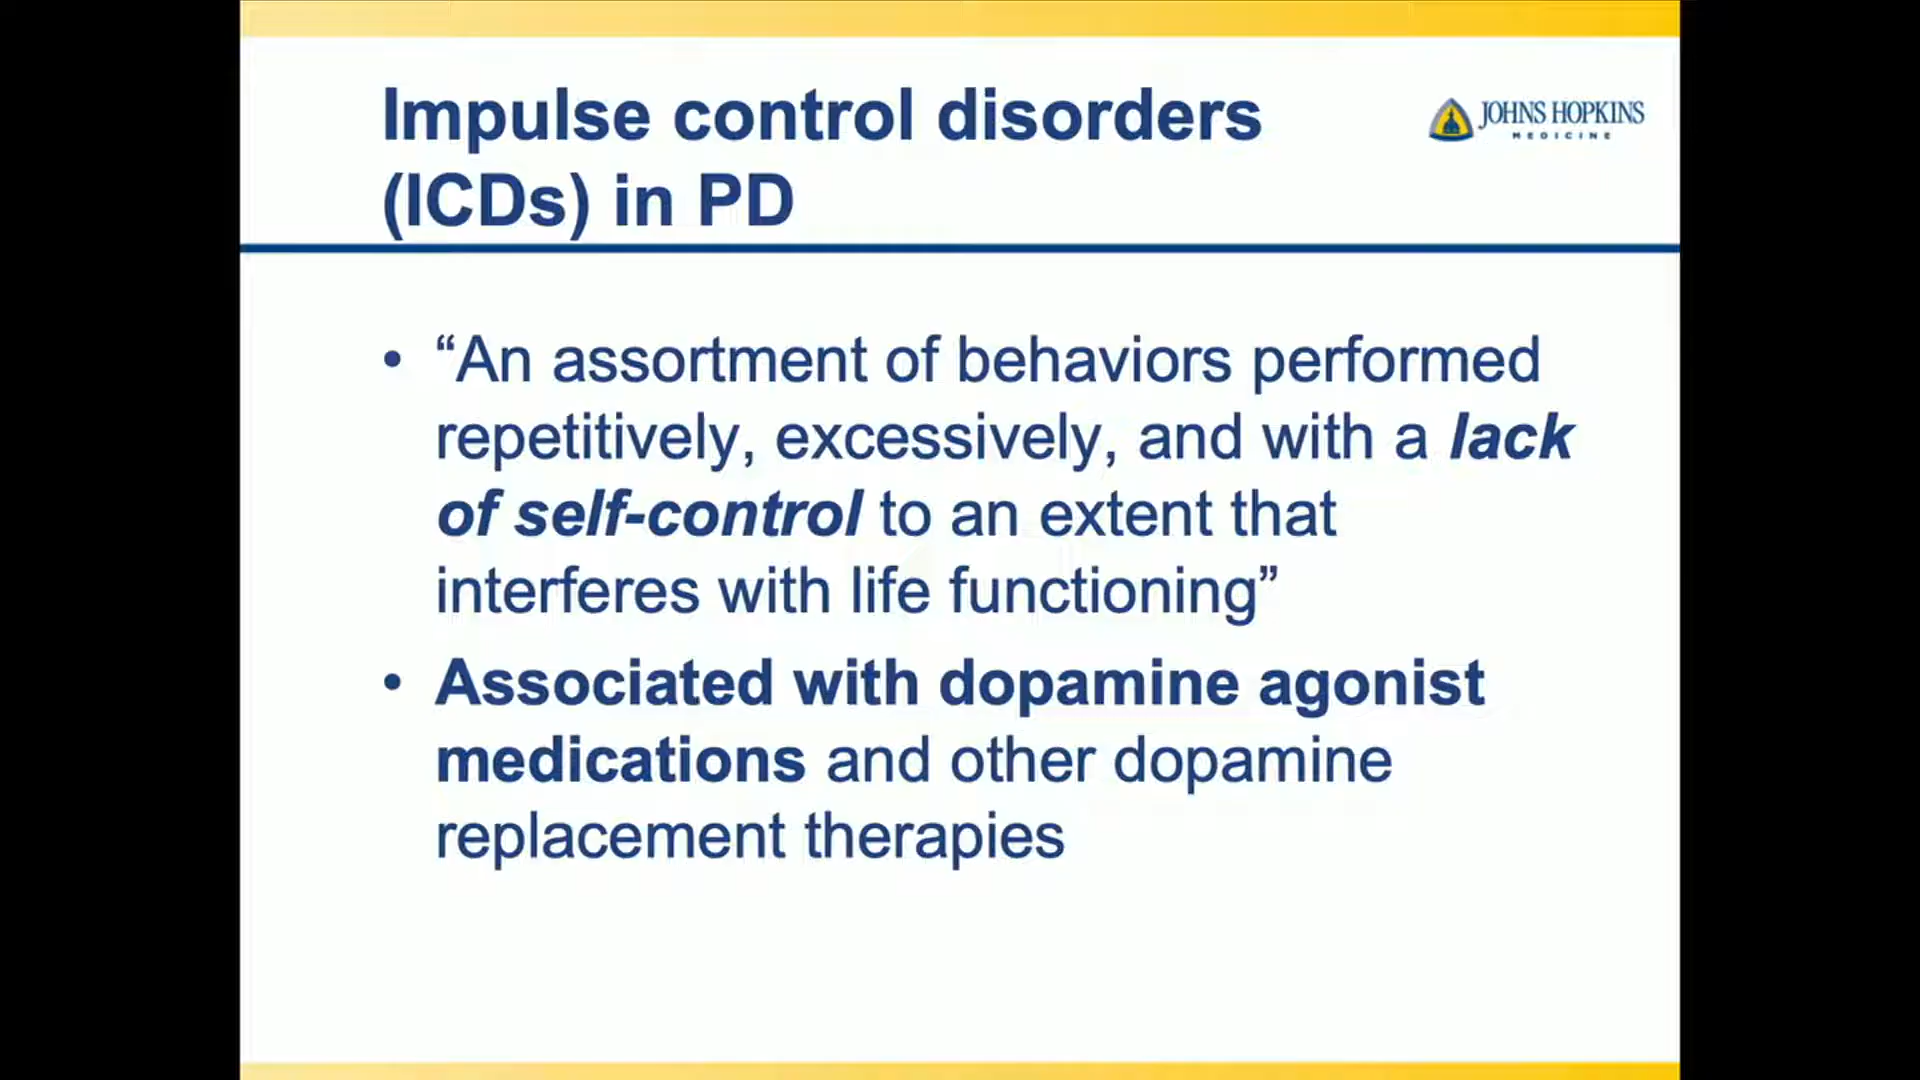 Impulse control disorders
(ICDs) in PD
JOHNS HOPKINS
MEDICINE
• “An assortment of behaviors performed
repetitively, excessively, and with a lack
of self-control to an extent that
interferes with life functioning”
• Associated with dopamine agonist
medications and other dopamine
replacement therapies